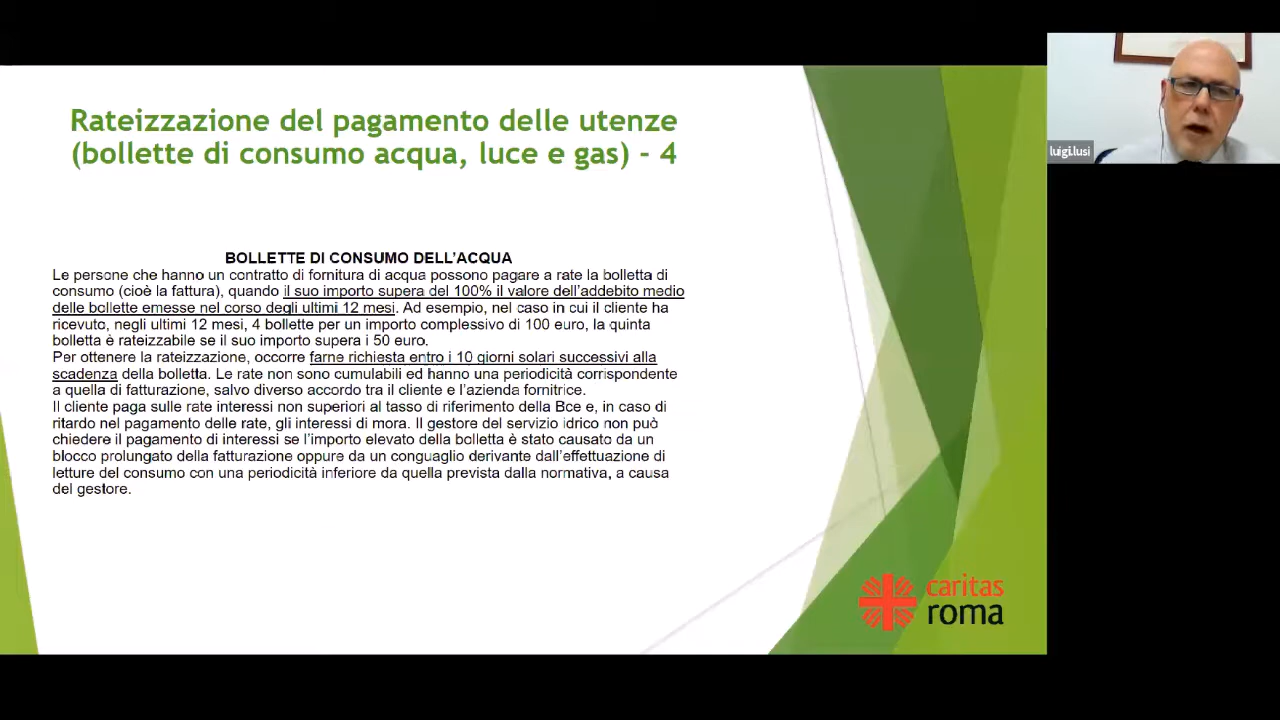 Rateizzazione del pagamento delle utenze
(bollette di consumo acqua, luce e gas) - 4
BOLLETTE DI CONSUMO DELL'ACQUA
Le persone che hanno un contratto di fornitura di acqua possono pagare a rate la bolletta di
consumo (cioè la fattura), quando il suo importo supera del 100% il valore dell'addebito medio
delle bollette emesse nel corso degli ultimi 12 mesi. Ad esempio, nel caso in cui il cliente ha
ricevuto, negli ultimi 12 mesi, 4 bollette per un importo complessivo di 100 euro, la quinta
bolletta è rateizzabile se il suo importo supera i 50 euro.
Per ottenere la rateizzazione, occorre farne richiesta entro i 10 giorni solari successivi alla
scadenza della bolletta. Le rate non sono cumulabili ed hanno una periodicità corrispondente
a quella di fatturazione, salvo diverso accordo tra il cliente e l'azienda fornitrice.
Il cliente paga sulle rate interessi non superiori al tasso di riferimento della Bce e, in caso di
ritardo nel pagamento delle rate, gli interessi di mora. Il gestore del servizio idrico non può
chiedere il pagamento di interessi se l'importo elevato della bolletta è stato causato da un
blocco prolungato della fatturazione oppure da un conguaglio derivante dall'effettuazione di
letture del consumo con una periodicità inferiore da quella prevista dalla normativa, a causa
del gestore.
caritas
roma
luigi.lusi